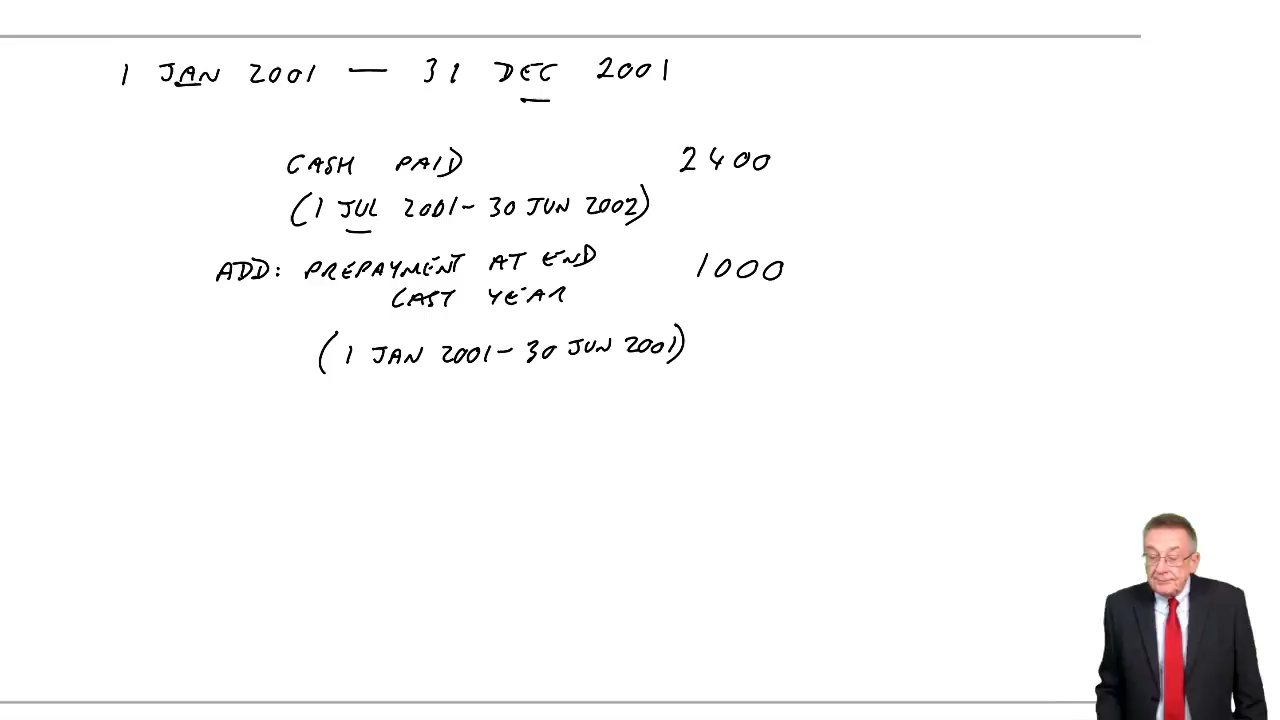 1 JAN 2001 — 31 DEC 2001
CASH PAID 2400
(1 JUL 2001 - 30 JUN 2002)
ADD: PREPAYMENT AT END 1000
LAST YEAR
(1 JAN 2001 - 30 JUN 2001)